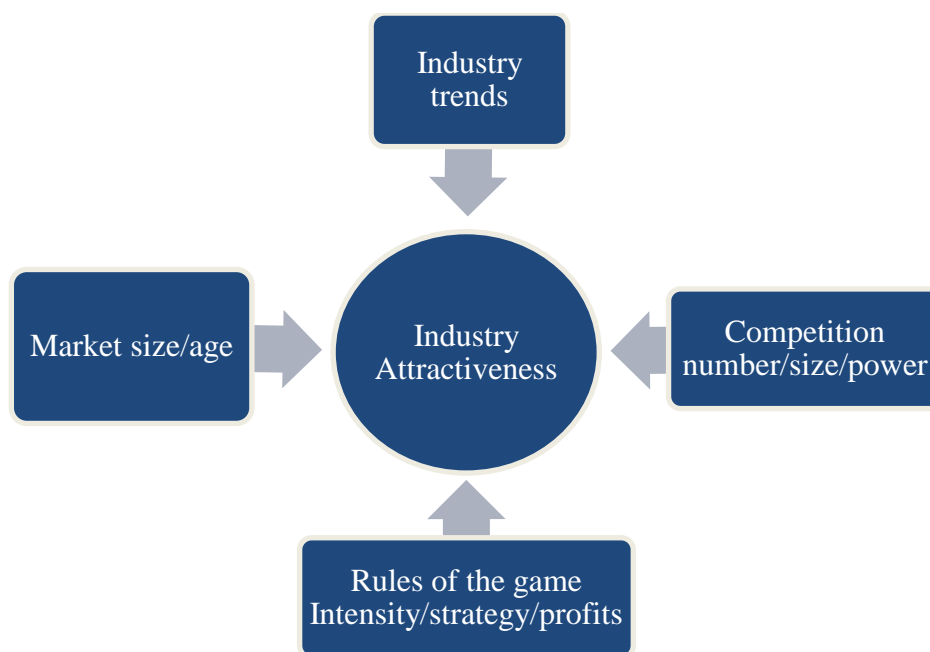 Industry
trends
Market size/age
Industry
Attractiveness
Competition
number/size/power
Rules of the game
Intensity/strategy/profits